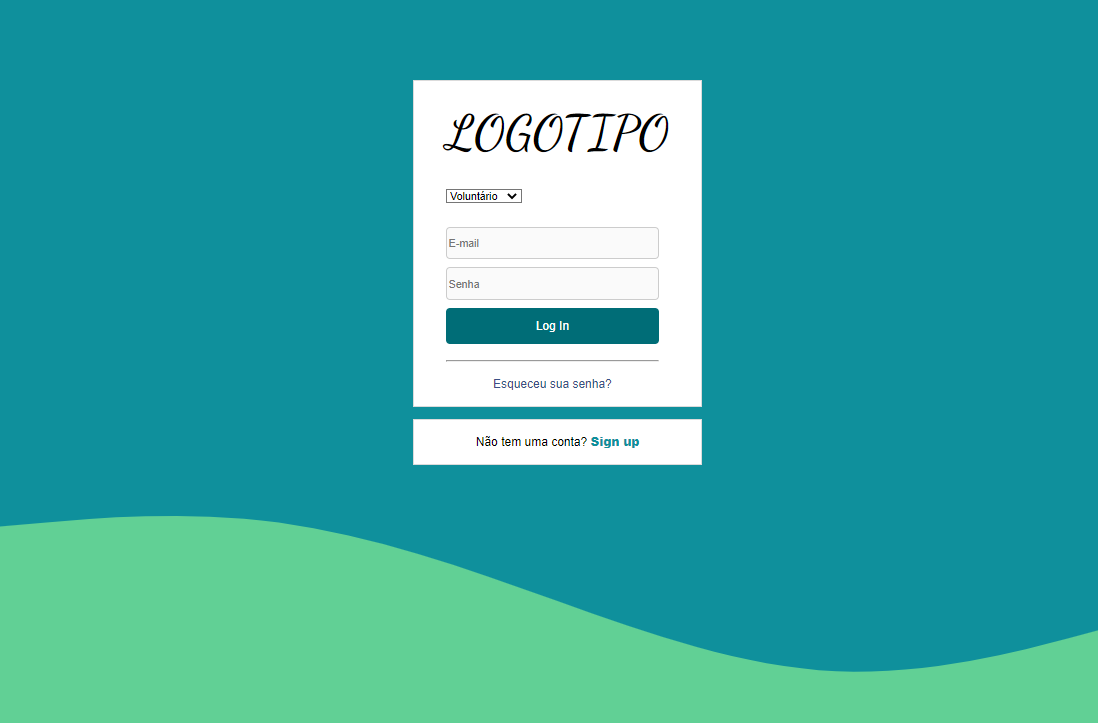 LOGOTIPO
Voluntário
E-mail
Senha
Log In
Esqueceu sua senha?
Não tem uma conta? Sign up